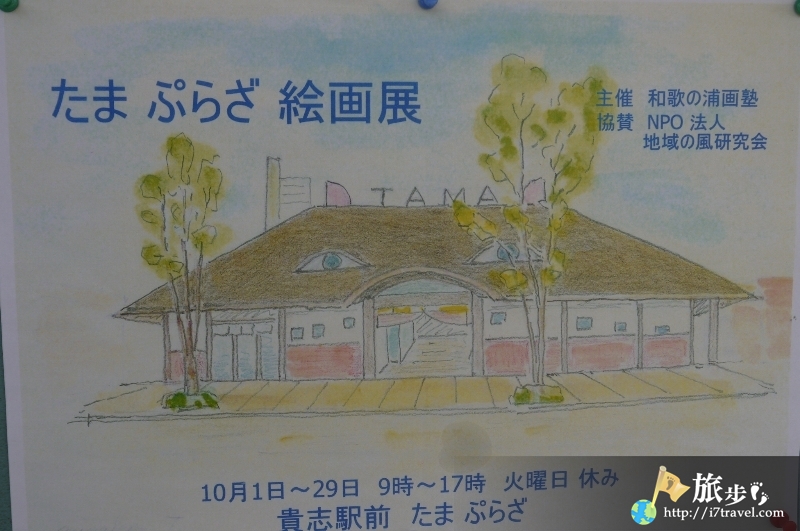 たま ぷらざ 絵画展
主催 和歌の浦画塾
協賛 NPO 法人
地域の風研究会
TAMA
10月1日～29日 9時～17時 火曜日 休み
貴志駅前 たま ぷらざ
旅步
http://i7travel.com